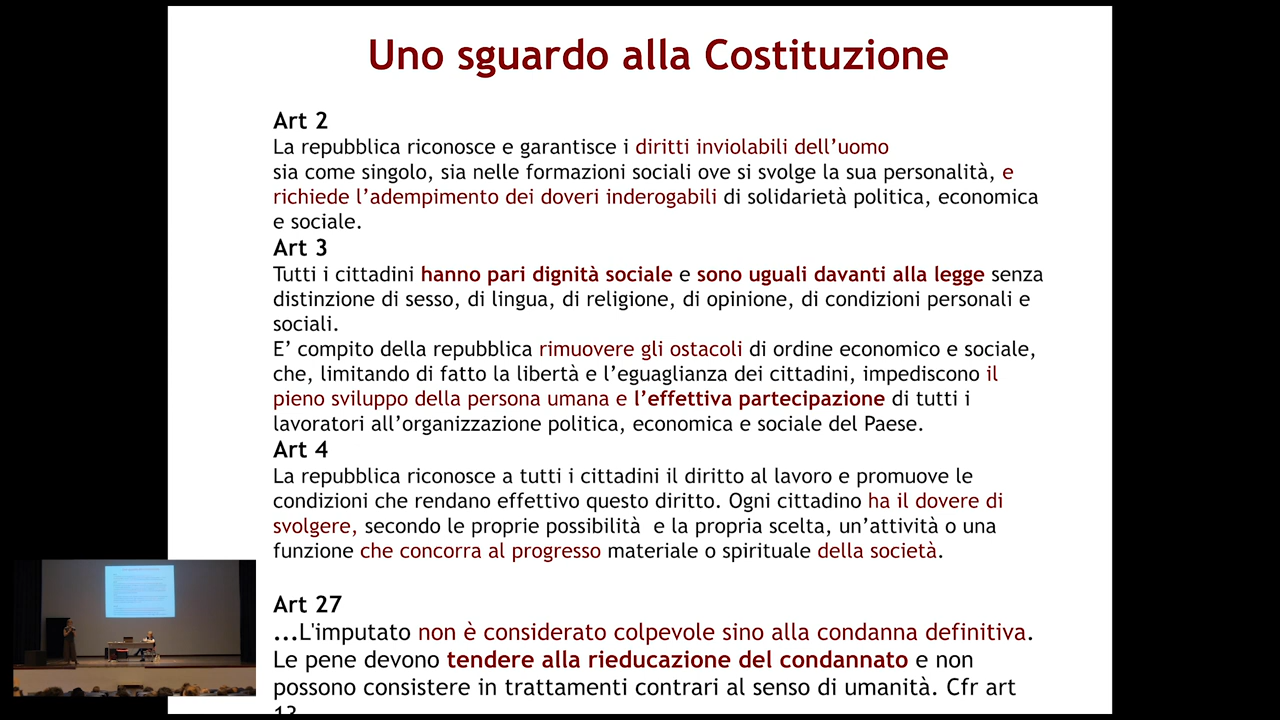 Uno sguardo alla Costituzione
Art 2
La repubblica riconosce e garantisce i diritti inviolabili dell’uomo
sia come singolo, sia nelle formazioni sociali ove si svolge la sua personalità, e
richiede l’adempimento dei doveri inderogabili di solidarietà politica, economica
e sociale.
Art 3
Tutti i cittadini hanno pari dignità sociale e sono uguali davanti alla legge senza
distinzione di sesso, di lingua, di religione, di opinione, di condizioni personali e
sociali.
E’ compito della repubblica rimuovere gli ostacoli di ordine economico e sociale,
che, limitando di fatto la libertà e l’eguaglianza dei cittadini, impediscono il
pieno sviluppo della persona umana e l’effettiva partecipazione di tutti i
lavoratori all’organizzazione politica, economica e sociale del Paese.
Art 4
La repubblica riconosce a tutti i cittadini il diritto al lavoro e promuove le
condizioni che rendano effettivo questo diritto. Ogni cittadino ha il dovere di
svolgere, secondo le proprie possibilità  e la propria scelta, un’attività o una
funzione che concorra al progresso materiale o spirituale della società.
Art 27
...L'imputato non è considerato colpevole sino alla condanna definitiva.
Le pene devono tendere alla rieducazione del condannato e non
possono consistere in trattamenti contrari al senso di umanità. Cfr art